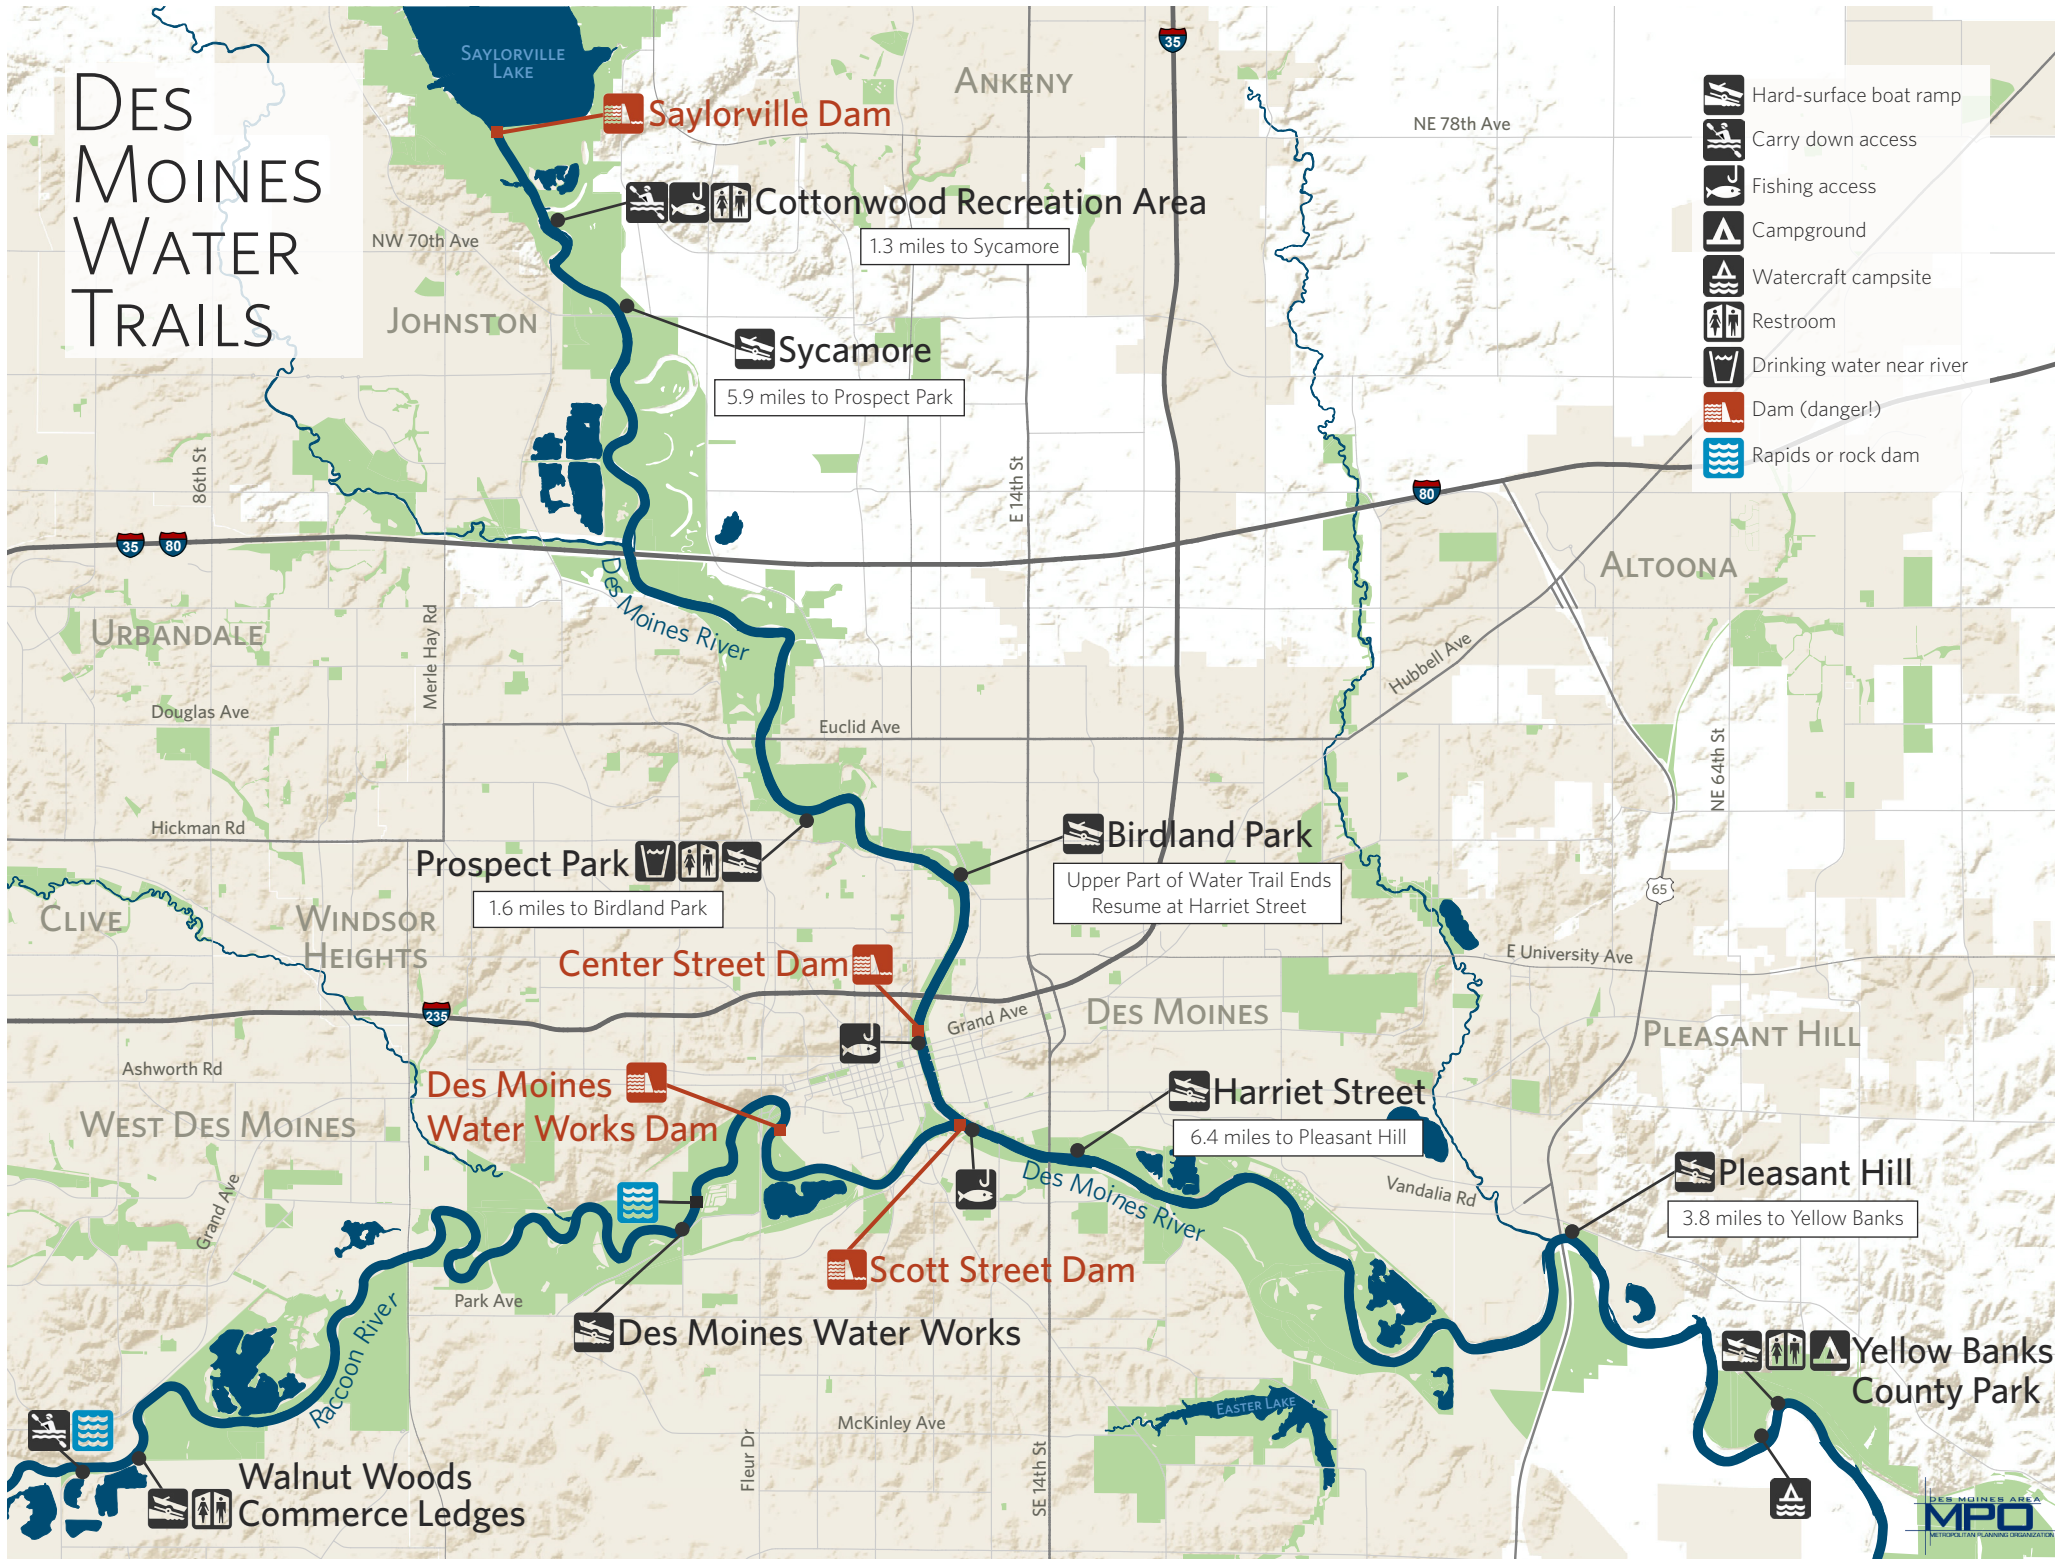 DES
MOINES
WATER
TRAILS
SAYLORVILLE
LAKE
Saylorville Dam
ANKENY
35
NE 78th Ave
Hard-surface boat ramp
Carry down access
Fishing access
Campground
Watercraft campsite
Restroom
Drinking water near river
Dam (danger!)
Rapids or rock dam
Cottonwood Recreation Area
1.3 miles to Sycamore
NW 70th Ave
JOHNSTON
Sycamore
5.9 miles to Prospect Park
86th St
E 14th St
80
35
80
ALTOONA
Des Moines River
URBANDALE
Merle Hay Rd
Hubbell Ave
Douglas Ave
Euclid Ave
NE 64th St
Hickman Rd
Birdland Park
Upper Part of Water Trail Ends
Resume at Harriet Street
Prospect Park
1.6 miles to Birdland Park
65
CLIVE
WINDSOR
HEIGHTS
E University Ave
Center Street Dam
235
Grand Ave
DES MOINES
PLEASANT HILL
Ashworth Rd
Des Moines
Water Works Dam
Harriet Street
6.4 miles to Pleasant Hill
WEST DES MOINES
Grand Ave
Des Moines River
Vandalia Rd
Pleasant Hill
3.8 miles to Yellow Banks
Scott Street Dam
Park Ave
Raccoon River
Des Moines Water Works
Yellow Banks
County Park
EASTER LAKE
McKinley Ave
Fleur Dr
SE 14th St
Walnut Woods
Commerce Ledges
DES MOINES AREA
MPO
METROPOLITAN PLANNING ORGANIZATION